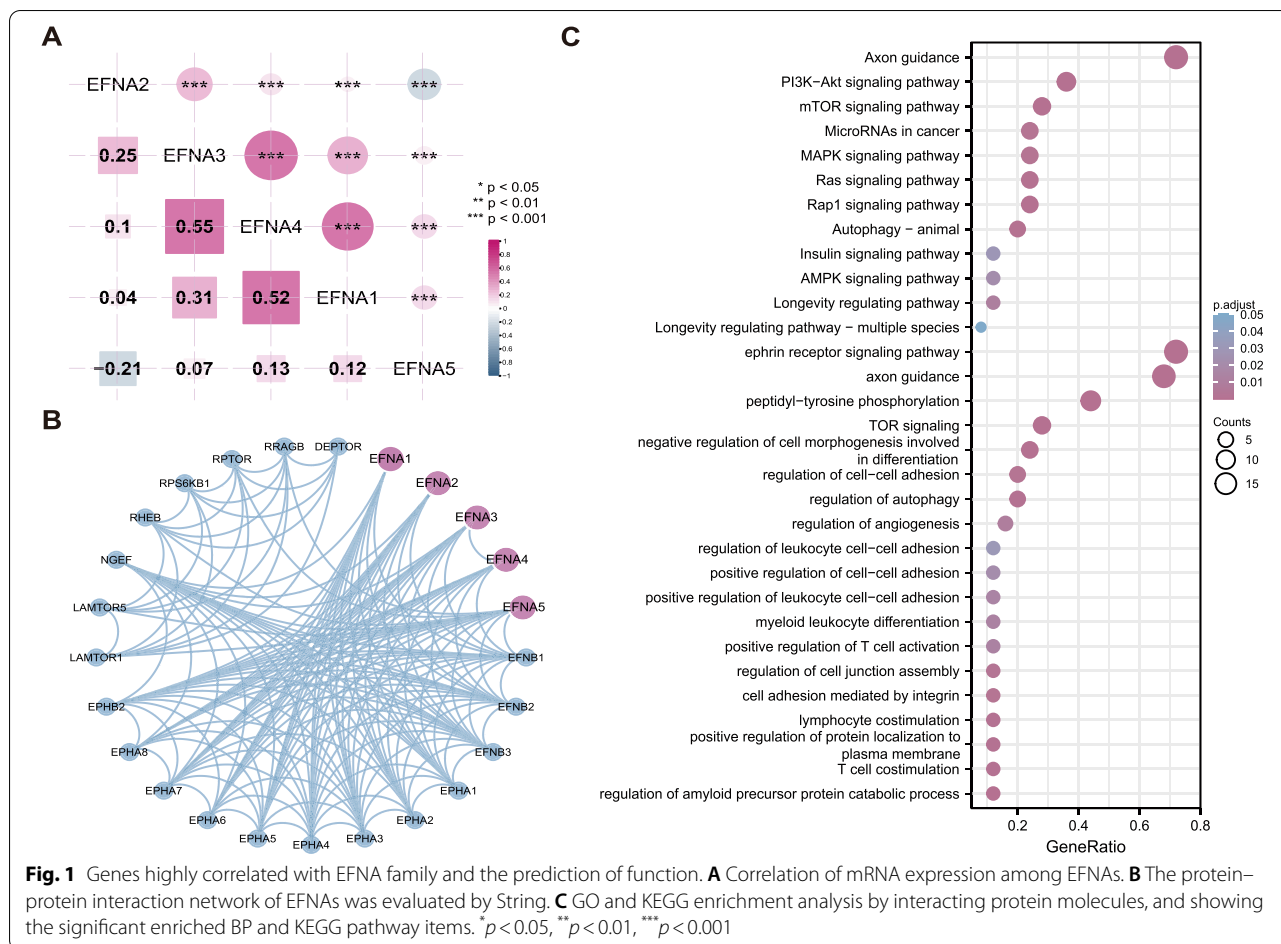 A
EFNA2 *** *** *** ***
0.25 EFNA3 *** *** ***
0.1 0.55 EFNA4 *** ***
0.04 0.31 0.52 EFNA1 ***
−0.21 0.07 0.13 0.12 EFNA5
* p < 0.05
** p < 0.01
*** p < 0.001
1
0.8
0.6
0.4
0.2
0
−0.2
−0.4
−0.6
−0.8
−1
B
EFNA1
EFNA2
EFNA3
EFNA4
EFNA5
EFNB1
EFNB2
EFNB3
EPHA1
EPHA2
EPHA3
EPHA4
EPHA5
EPHA6
EPHA7
EPHA8
EPHB2
LAMTOR1
LAMTOR5
NGEF
RHEB
RPS6KB1
RPTOR
RRAGB
DEPTOR
C
Axon guidance
PI3K−Akt signaling pathway
mTOR signaling pathway
MicroRNAs in cancer
MAPK signaling pathway
Ras signaling pathway
Rap1 signaling pathway
Autophagy − animal
Insulin signaling pathway
AMPK signaling pathway
Longevity regulating pathway
Longevity regulating pathway − multiple species
ephrin receptor signaling pathway
axon guidance
peptidyl−tyrosine phosphorylation
TOR signaling
negative regulation of cell morphogenesis involved
in differentiation
regulation of cell−cell adhesion
regulation of autophagy
regulation of angiogenesis
regulation of leukocyte cell−cell adhesion
positive regulation of cell−cell adhesion
positive regulation of leukocyte cell−cell adhesion
myeloid leukocyte differentiation
positive regulation of T cell activation
regulation of cell junction assembly
cell adhesion mediated by integrin
lymphocyte costimulation
positive regulation of protein localization to
plasma membrane
T cell costimulation
regulation of amyloid precursor protein catabolic process
0.2 0.4 0.6 0.8
GeneRatio
p.adjust
0.05
0.04
0.03
0.02
0.01
Counts
5
10
15
Fig. 1 Genes highly correlated with EFNA family and the prediction of function. A Correlation of mRNA expression among EFNAs. B The protein–
protein interaction network of EFNAs was evaluated by String. C GO and KEGG enrichment analysis by interacting protein molecules, and showing
the significant enriched BP and KEGG pathway items. *p < 0.05, **p < 0.01, ***p < 0.001